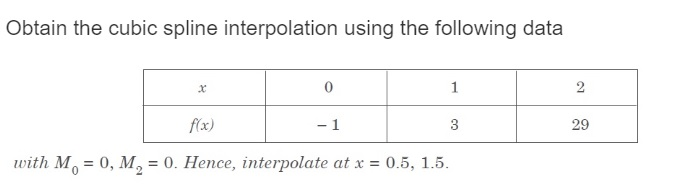 Obtain the cubic spline interpolation using the following data
x 0 1 2
f(x) – 1 3 29
with M₀ = 0, M₂ = 0. Hence, interpolate at x = 0.5, 1.5.